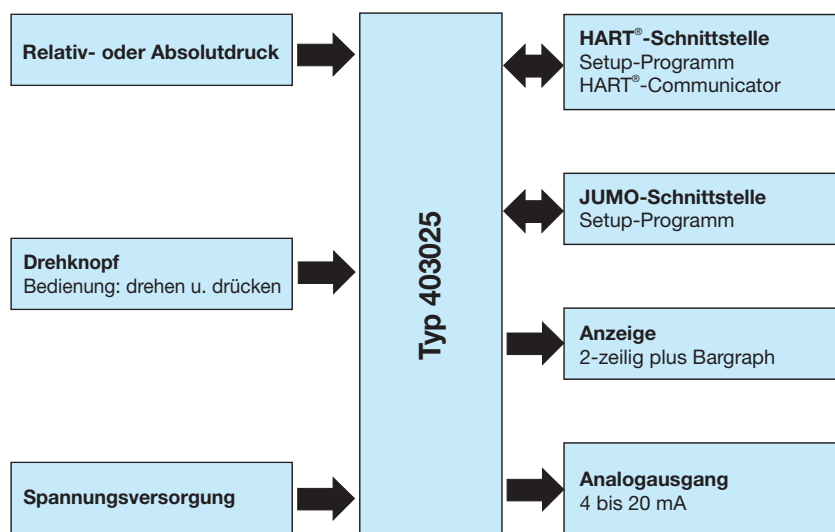 Relativ- oder Absolutdruck
Drehknopf
Bedienung: drehen u. drücken
Spannungsversorgung
Typ 403025
HART®-Schnittstelle
Setup-Programm
HART®-Communicator
JUMO-Schnittstelle
Setup-Programm
Anzeige
2-zeilig plus Bargraph
Analogausgang
4 bis 20 mA